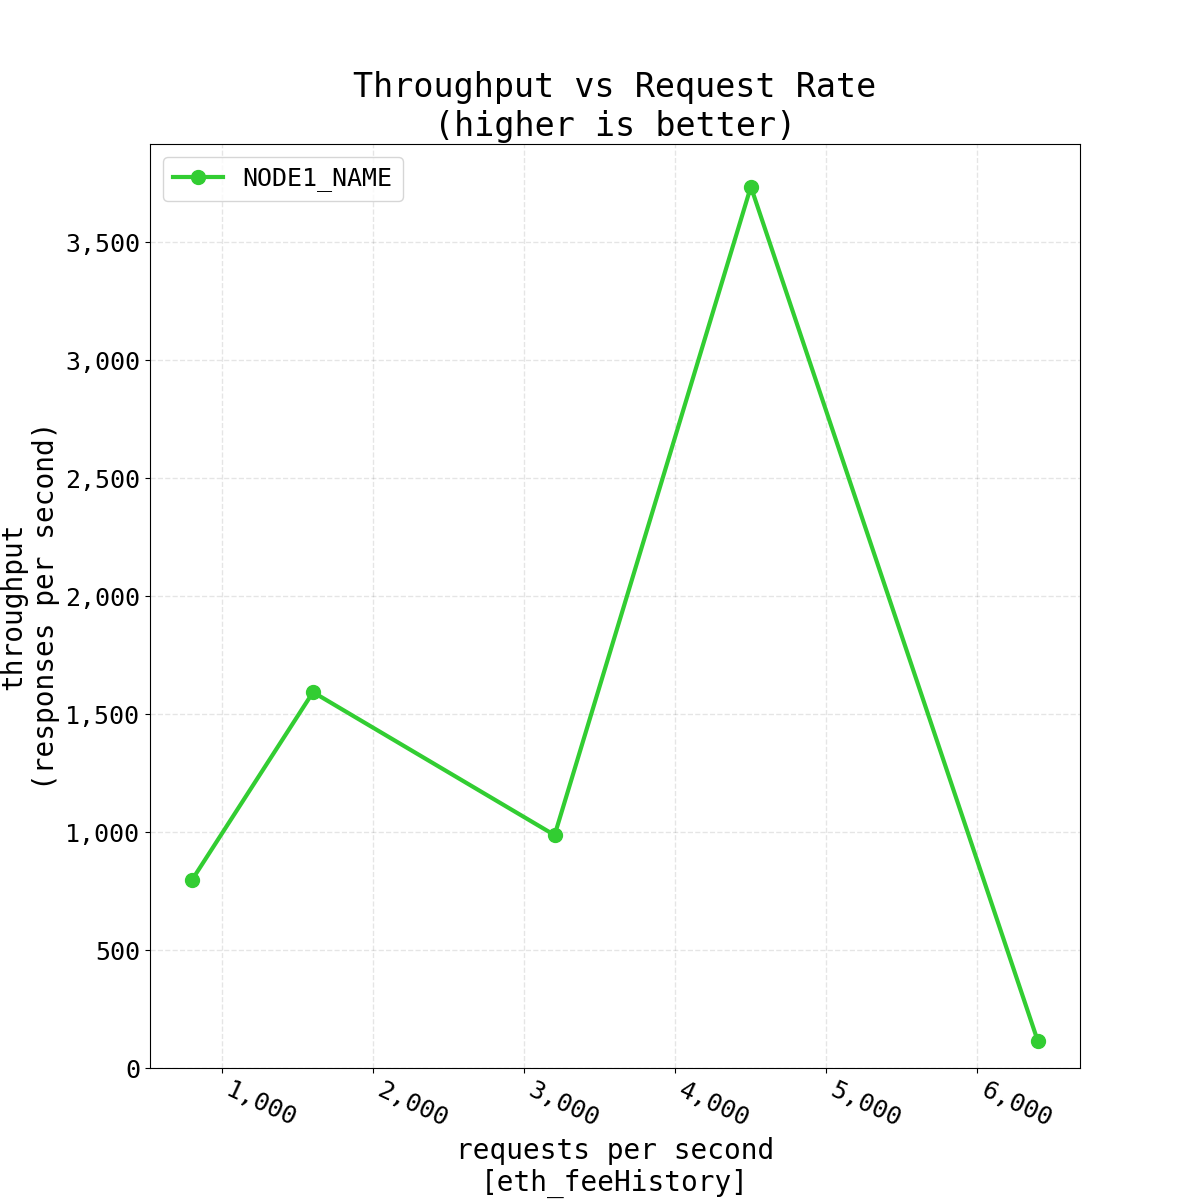 Throughput vs Request Rate
(higher is better)
NODE1_NAME
throughput
(responses per second)
3,500
3,000
2,500
2,000
1,500
1,000
500
0
1,000
2,000
3,000
4,000
5,000
6,000
requests per second
[eth_feeHistory]